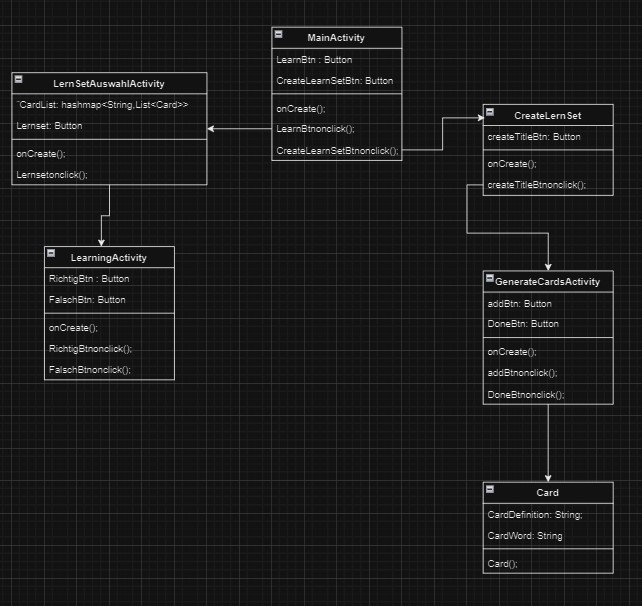 MainActivity
LearnBtn : Button
CreateLearnSetBtn: Button
onCreate();
LearnBtnonclick();
CreateLearnSetBtnonclick();
LernSetAuswahlActivity
~CardList: hashmap<String,List<Card>>
Lernset: Button
onCreate();
Lernsetonclick();
CreateLernSet
createTitleBtn: Button
onCreate();
createTitleBtnonclick();
LearningActivity
RichtigBtn : Button
FalschBtn: Button
onCreate();
RichtigBtnonclick();
FalschBtnonclick();
GenerateCardsActivity
addBtn: Button
DoneBtn: Button
onCreate();
addBtnonclick();
DoneBtnonclick();
Card
CardDefinition: String;
CardWord: String
Card();